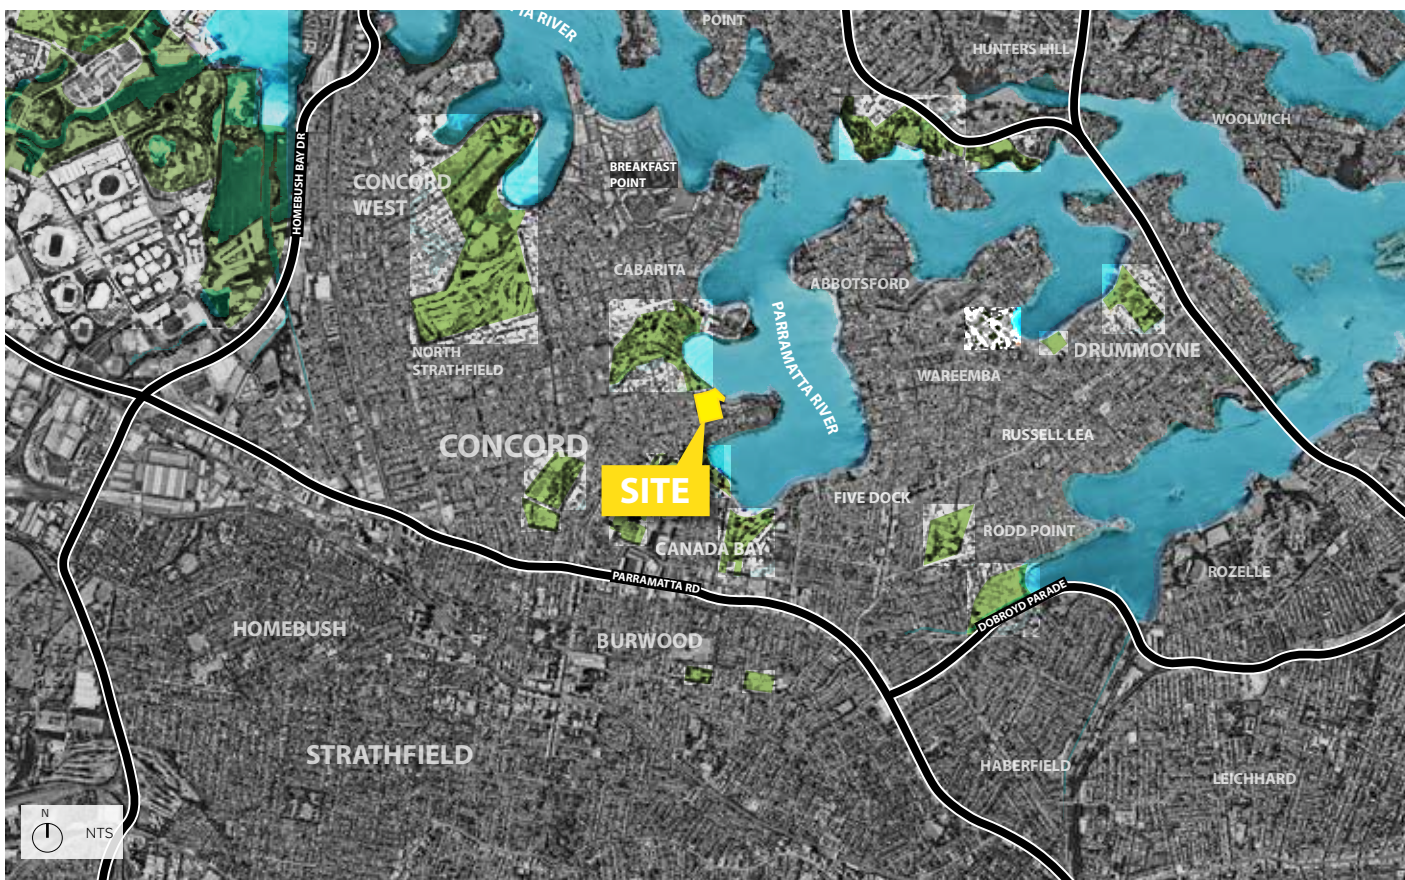 RIVER
POINT
HUNTERS HILL
WOOLWICH
HOMEBUSH BAY DR
BREAKFAST
POINT
CONCORD
WEST
CABARITA
ABBOTSFORD
PARRAMATTA RIVER
NORTH
STRATHFIELD
DRUMMOYNE
WAREEMBA
CONCORD
RUSSELL LEA
SITE
FIVE DOCK
RODD POINT
CANADA BAY
PARRAMATTA RD
ROZELLE
DOBROYD PARADE
HOMEBUSH
BURWOOD
STRATHFIELD
HABERFIELD
LEICHHARD
N
NTS